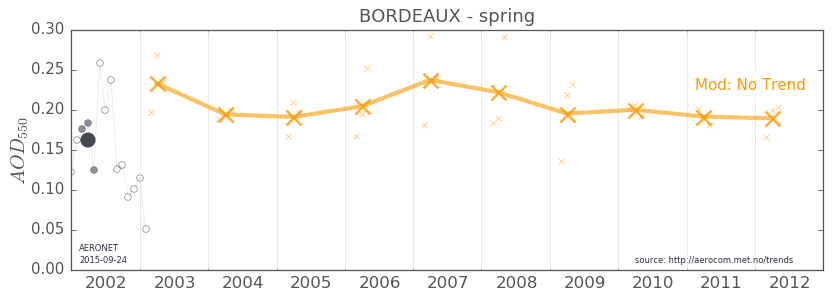 BORDEAUX - spring
0.30
0.25
0.20
0.15
0.10
0.05
0.00
AOD550
Mod: No Trend
AERONET
2015-09-24
source: http://aerocom.met.no/trends
2002 2003 2004 2005 2006 2007 2008 2009 2010 2011 2012